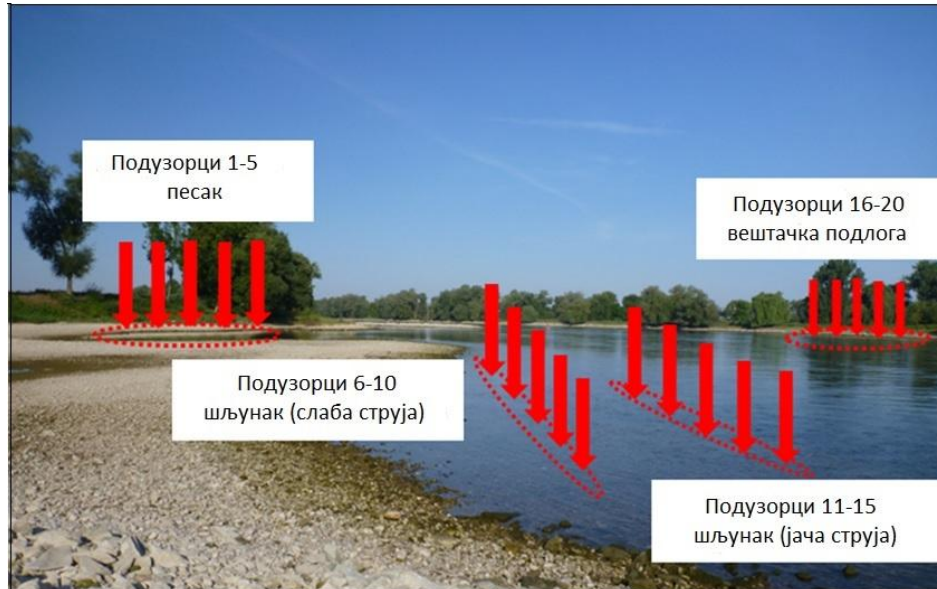 Подузорци 1-5
песак
Подузорци 16-20
вештачка подлога
Подузорци 6-10
шљунак (слаба струја)
Подузорци 11-15
шљунак (јача струја)